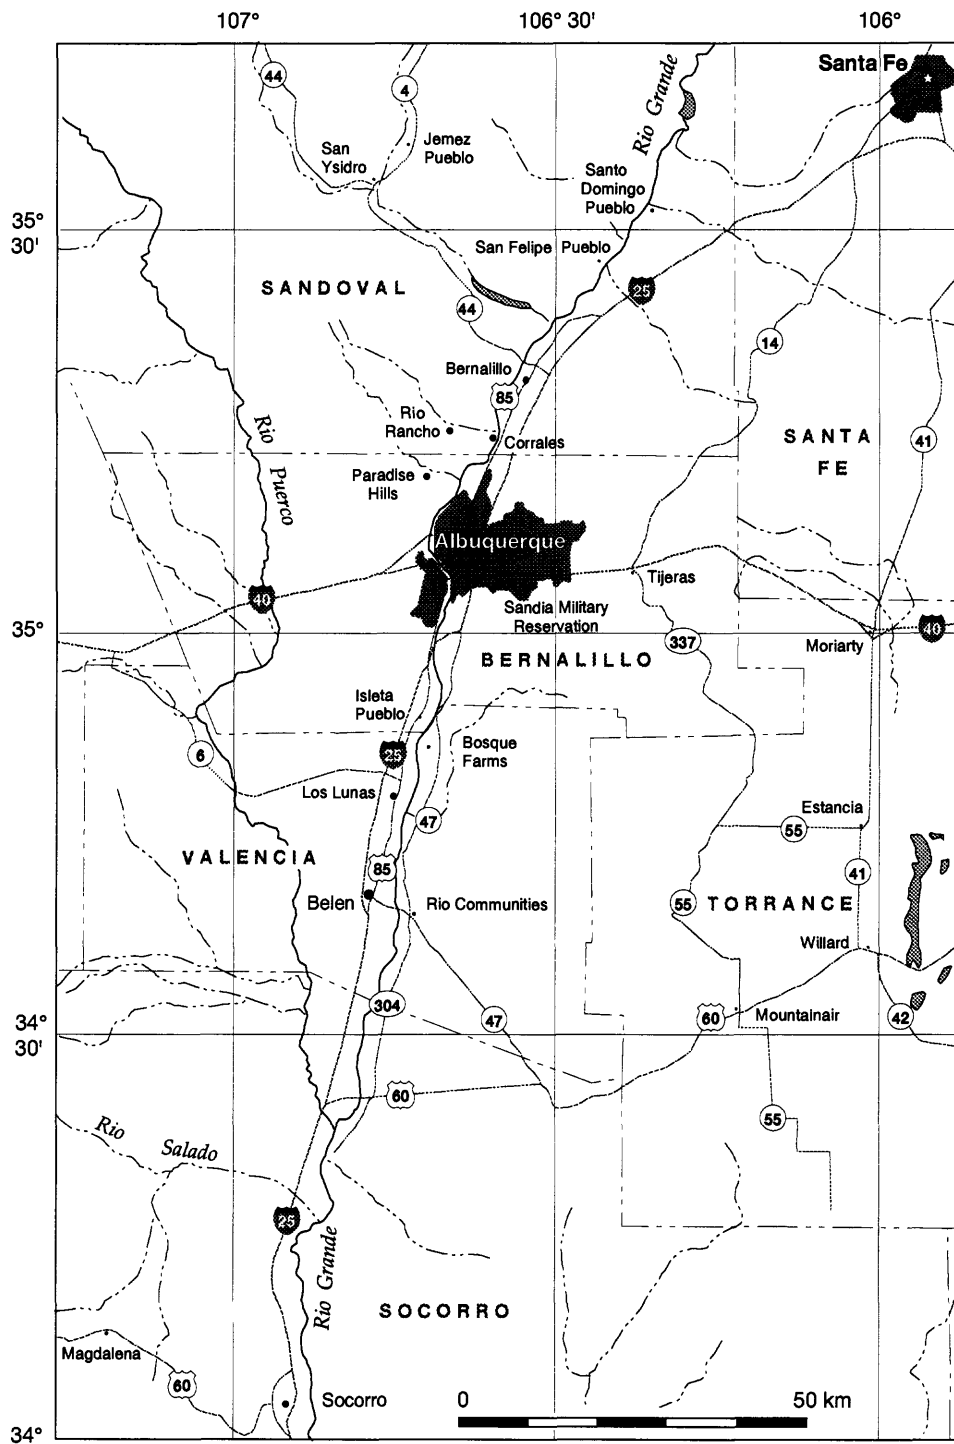 107°
106° 30'
106°
Santa Fe
44
4
Rio Grande
San
Ysidro
Jemez
Pueblo
Santo
Domingo
Pueblo
35°
30'
San Felipe Pueblo
SANDOVAL
25
44
14
Bernalillo
85
Rio
Rancho
Corrales
SANTA
FE
41
Rio
Puerco
Paradise
Hills
Albuquerque
Tijeras
40
Sandia Military
Reservation
35°
337
40
Moriarty
BERNALILLO
Isleta
Pueblo
6
25
Bosque
Farms
Los Lunas
47
Estancia
55
VALENCIA
85
41
Belen
Rio Communities
55
TORRANCE
Willard
304
47
60
Mountainair
42
34°
30'
60
55
Rio
Salado
25
Rio Grande
SOCORRO
Magdalena
60
Socorro
0
50 km
34°